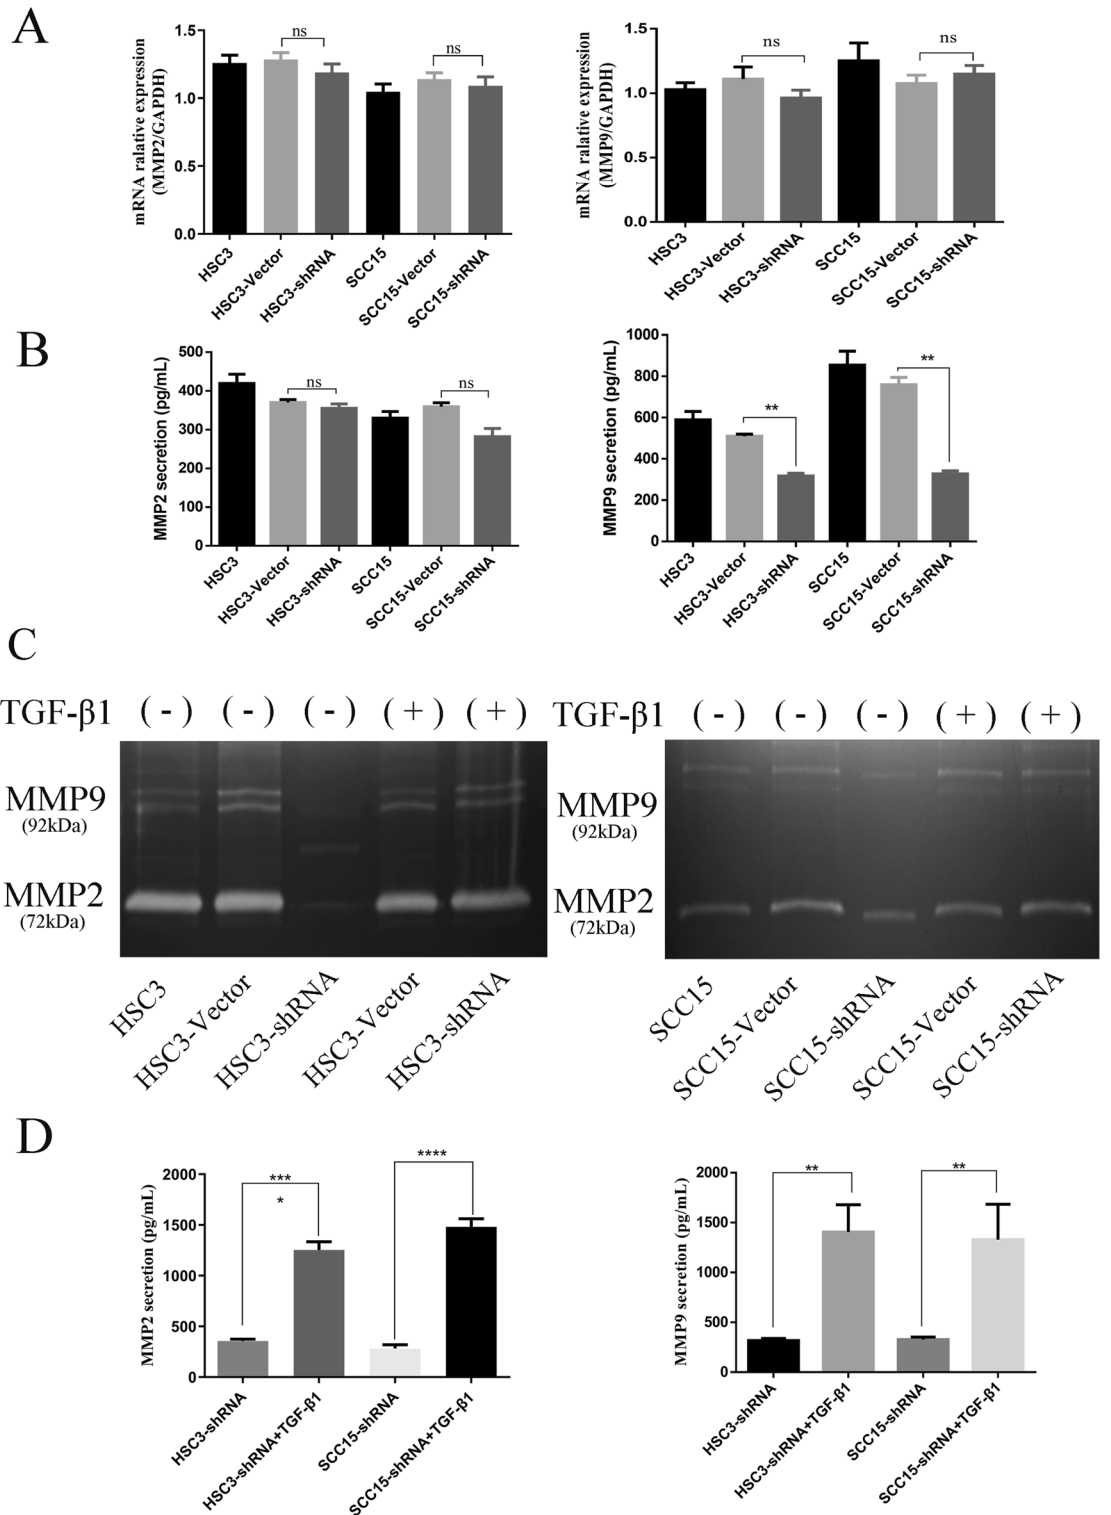 A
mRNA ralative expression
(MMP2/GAPDH)
1.5
1.0
0.5
0.0
ns
ns
HSC3
HSC3-Vector
HSC3-shRNA
SCC15
SCC15-Vector
SCC15-shRNA
mRNA ralative expression
(MMP9/GAPDH)
1.5
1.0
0.5
0.0
ns
ns
HSC3
HSC3-Vector
HSC3-shRNA
SCC15
SCC15-Vector
SCC15-shRNA
B
MMP2 secretion (pg/mL)
500
400
300
200
100
0
ns
ns
HSC3
HSC3-Vector
HSC3-shRNA
SCC15
SCC15-Vector
SCC15-shRNA
MMP9 secretion (pg/mL)
1000
800
600
400
200
0
**
**
HSC3
HSC3-Vector
HSC3-shRNA
SCC15
SCC15-Vector
SCC15-shRNA
C
TGF-β1 (-) (-) (-) (+) (+)
MMP9
(92kDa)
MMP2
(72kDa)
HSC3
HSC3-Vector
HSC3-shRNA
HSC3-Vector
HSC3-shRNA
TGF-β1 (-) (-) (-) (+) (+)
MMP9
(92kDa)
MMP2
(72kDa)
SCC15
SCC15-Vector
SCC15-shRNA
SCC15-Vector
SCC15-shRNA
D
MMP2 secretion (pg/mL)
2000
1500
1000
500
0
***
*
****
HSC3-shRNA
HSC3-shRNA+TGF-β1
SCC15-shRNA
SCC15-shRNA+TGF-β1
MMP9 secretion (pg/mL)
2000
1500
1000
500
0
**
**
HSC3-shRNA
HSC3-shRNA+TGF-β1
SCC15-shRNA
SCC15-shRNA+TGF-β1